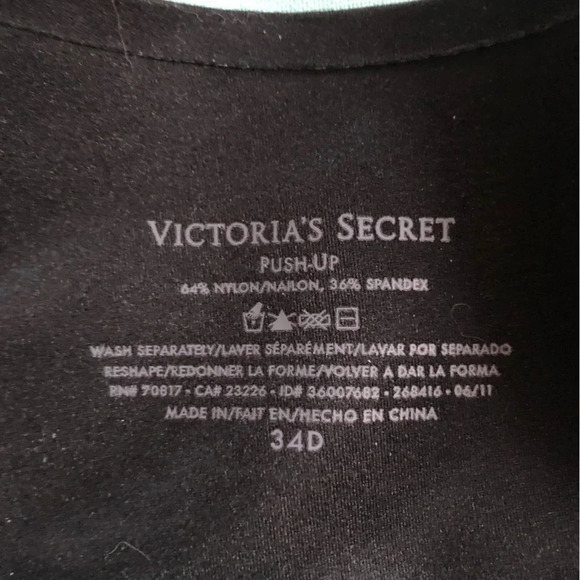 VICTORIA'S SECRET
PUSH-UP
64% NYLON/NAILON, 36% SPANDEX
WASH SEPARATELY/LAVER SÉPARÉMENT/LAVAR POR SEPARADO
RESHAPE/REDONNER LA FORME/VOLVER A DAR LA FORMA
RN# 70817 • CA# 23226 • ID# 36007682 • 268416 • 06/11
MADE IN/FAIT EN/HECHO EN CHINA
34D